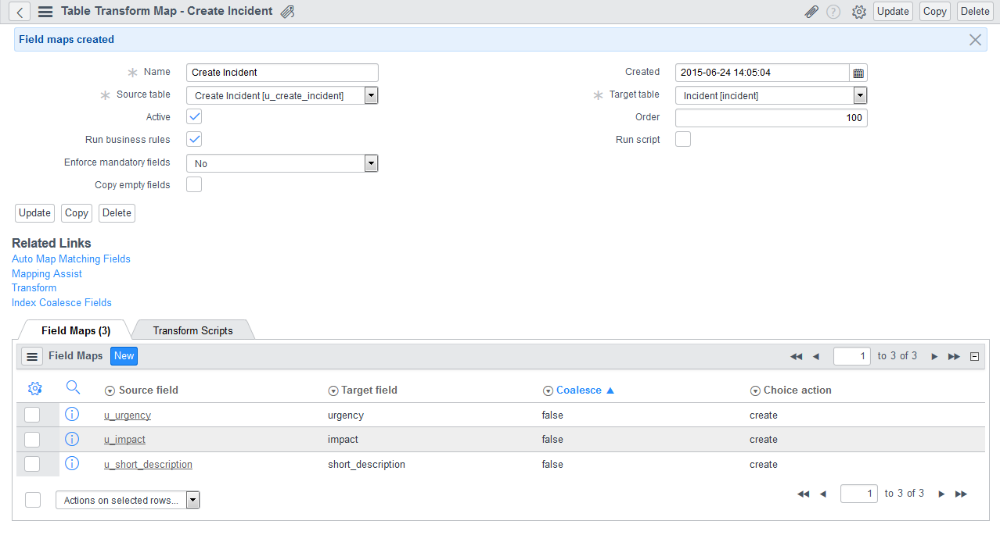 Table Transform Map - Create Incident
? Update Copy Delete
Field maps created
Name Create Incident Created 2015-06-24 14:05:04
Source table Create Incident [u_create_incident] Target table Incident [incident]
Active Order 100
Run business rules Run script
Enforce mandatory fields No
Copy empty fields
Update Copy Delete
Related Links
Auto Map Matching Fields
Mapping Assist
Transform
Index Coalesce Fields
Field Maps (3) Transform Scripts
Field Maps New 1 to 3 of 3
Source field Target field Coalesce Choice action
u_urgency urgency false create
u_impact impact false create
u_short_description short_description false create
Actions on selected rows... 1 to 3 of 3